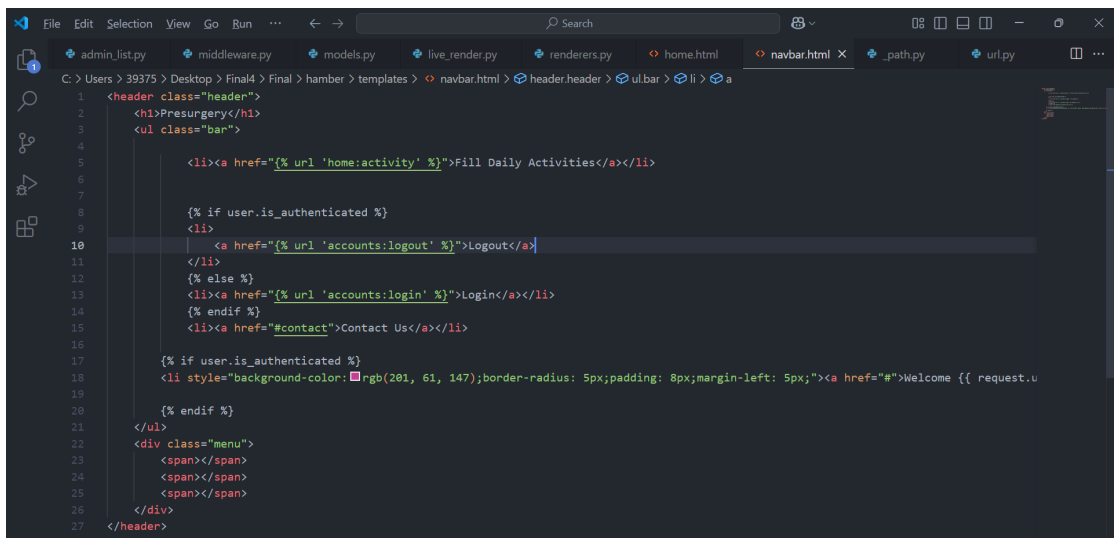 File Edit Selection View Go Run ··· Search
admin_list.py middleware.py models.py live_render.py renderers.py home.html navbar.html _path.py url.py
C: > Users > 39375 > Desktop > Final4 > Final > hamber > templates > navbar.html > header.header > ul.bar > li > a
1 <header class="header">
2 <h1>Presurgery</h1>
3 <ul class="bar">
4
5 <li><a href="{% url 'home:activity' %}">Fill Daily Activities</a></li>
6
7
8 {% if user.is_authenticated %}
9 <li>
10 <a href="{% url 'accounts:logout' %}">Logout</a>
11 </li>
12 {% else %}
13 <li><a href="{% url 'accounts:login' %}">Login</a></li>
14 {% endif %}
15 <li><a href="#contact">Contact Us</a></li>
16
17 {% if user.is_authenticated %}
18 <li style="background-color: rgb(201, 61, 147);border-radius: 5px;padding: 8px;margin-left: 5px;"><a href="#">Welcome {{ request.u
19
20 {% endif %}
21 </ul>
22 <div class="menu">
23 <span></span>
24 <span></span>
25 <span></span>
26 </div>
27 </header>
1